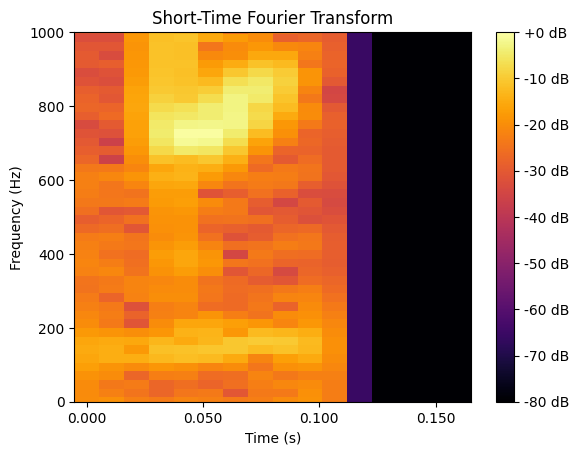 Short-Time Fourier Transform
1000
800
600
400
200
0
Frequency (Hz)
0.000
0.050
0.100
0.150
Time (s)
+0 dB
-10 dB
-20 dB
-30 dB
-40 dB
-50 dB
-60 dB
-70 dB
-80 dB